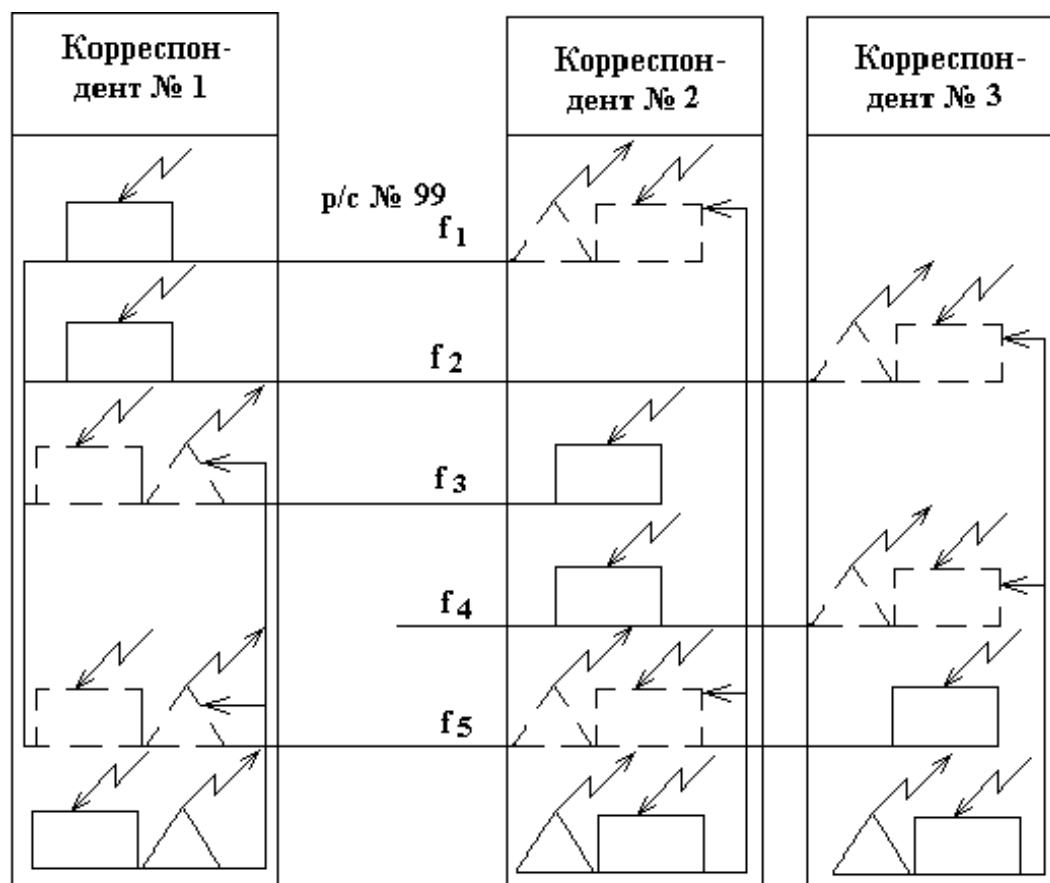 Корреспон-
дент № 1
Корреспон-
дент № 2
Корреспон-
дент № 3
р/с № 99
f 1
f 2
f 3
f 4
f 5